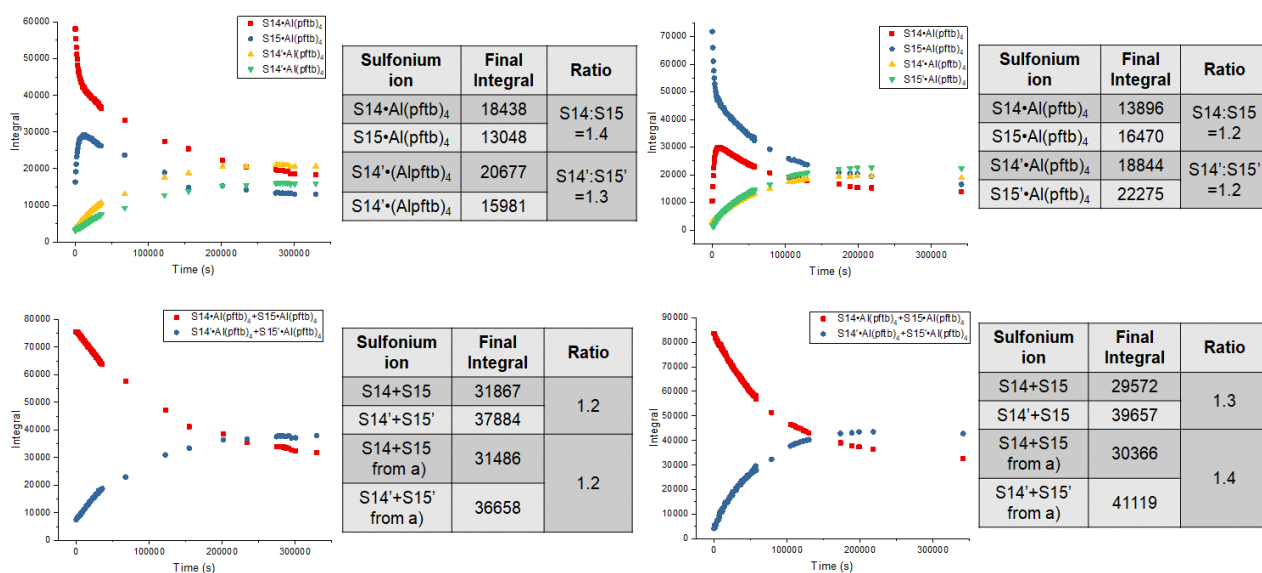 60000
50000
40000
30000
20000
10000
0
Integral
0
100000
200000
300000
Time (s)
S14•Al(pftb)₄
S15•Al(pftb)₄
S14'•Al(pftb)₄
S14'•Al(pftb)₄
Sulfonium ion
Final Integral
Ratio
S14•Al(pftb)₄
18438
S14:S15 =1.4
S15•Al(pftb)₄
13048
S14'•(Alpftb)₄
20677
S14':S15' =1.3
S14'•(Alpftb)₄
15981
70000
60000
50000
40000
30000
20000
10000
0
Integral
0
100000
200000
300000
Time (s)
S14•Al(pftb)₄
S15•Al(pftb)₄
S14'•Al(pftb)₄
S15'•Al(pftb)₄
Sulfonium ion
Final Integral
Ratio
S14•Al(pftb)₄
13896
S14:S15 =1.2
S15•Al(pftb)₄
16470
S14'•Al(pftb)₄
18844
S14':S15' =1.2
S15'•Al(pftb)₄
22275
80000
70000
60000
50000
40000
30000
20000
10000
0
Integral
0
100000
200000
300000
Time (s)
S14•Al(pftb)₄+S15•Al(pftb)₄
S14'•Al(pftb)₄+S15'•Al(pftb)₄
Sulfonium ion
Final Integral
Ratio
S14+S15
31867
1.2
S14'+S15'
37884
S14+S15 from a)
31486
1.2
S14'+S15' from a)
36658
90000
80000
70000
60000
50000
40000
30000
20000
10000
0
Integral
0
100000
200000
300000
Time (s)
S14•Al(pftb)₄+S15•Al(pftb)₄
S14'•Al(pftb)₄+S15'•Al(pftb)₄
Sulfonium ion
Final Integral
Ratio
S14+S15
29572
1.3
S14'+S15
39657
S14+S15 from a)
30366
1.4
S14'+S15' from a)
41119